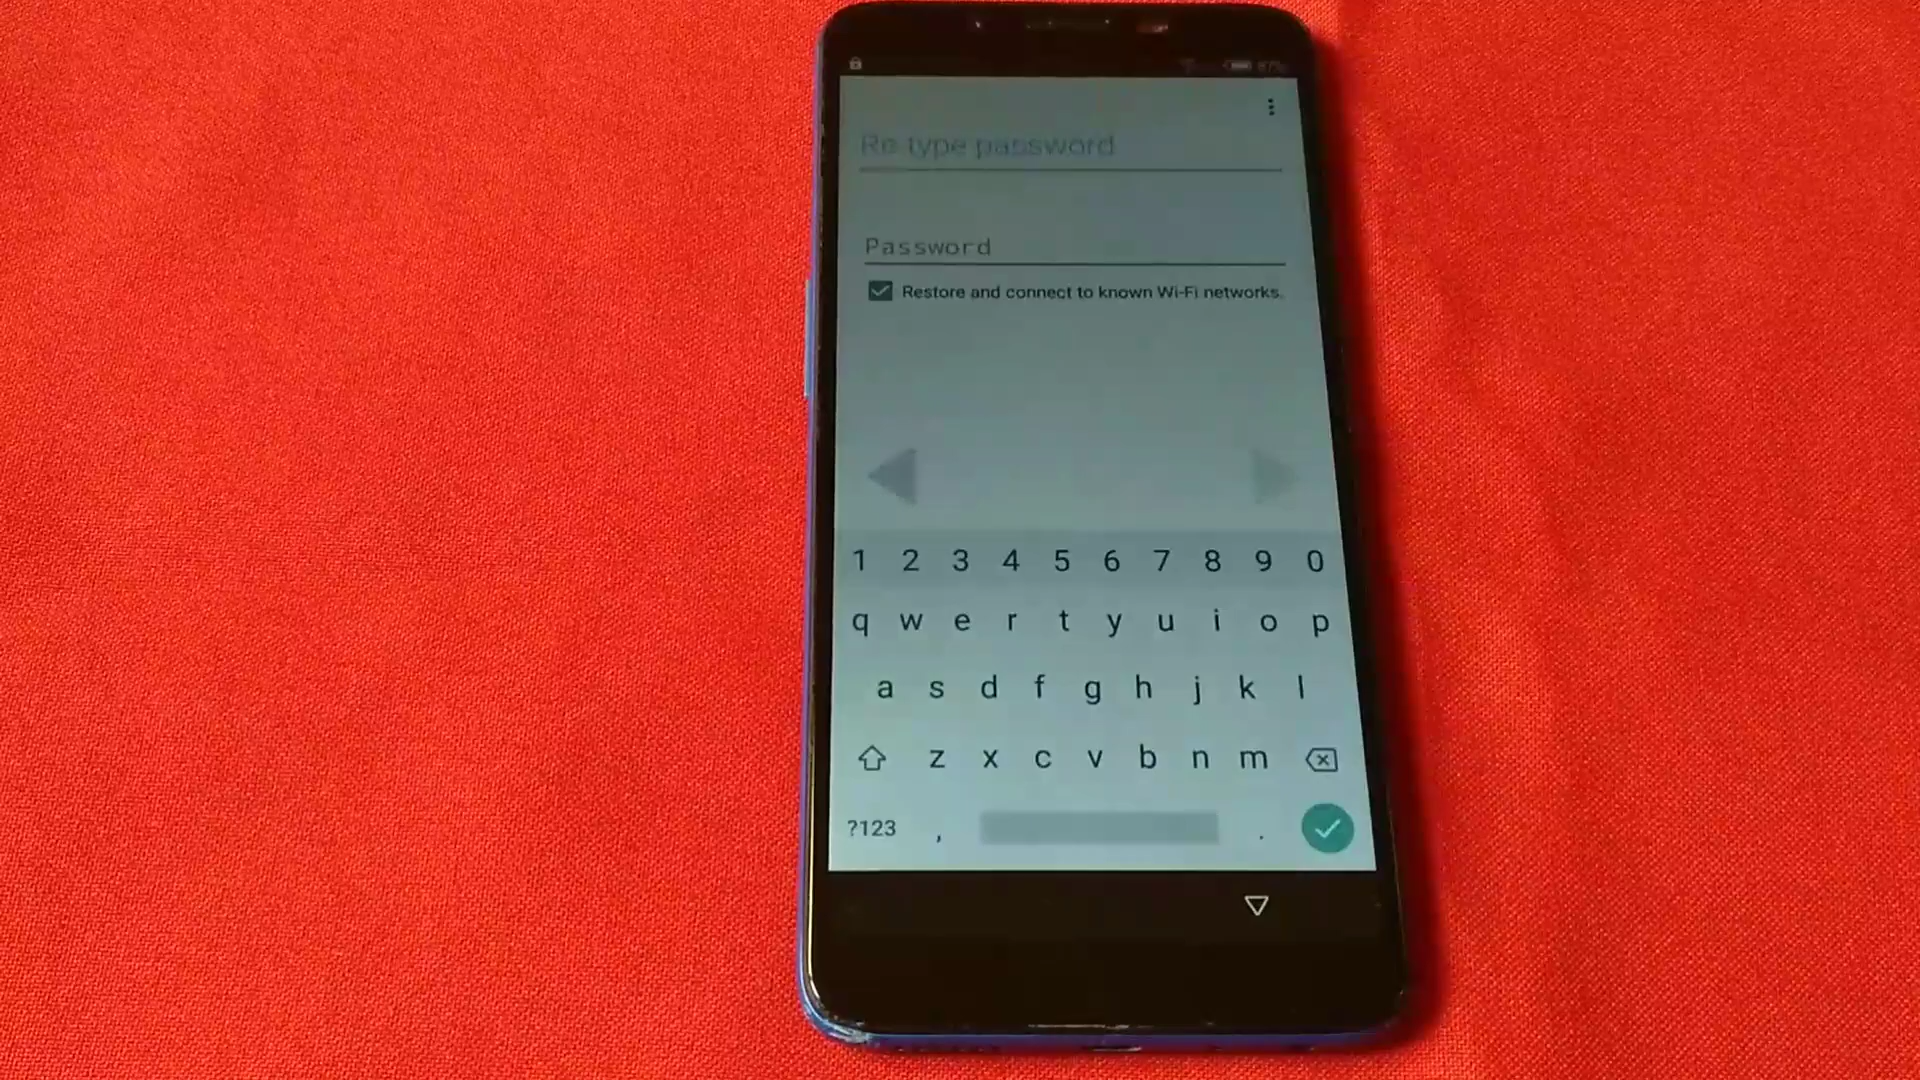 Re-type password
Password
Restore and connect to known Wi-Fi networks.
1 2 3 4 5 6 7 8 9 0
q w e r t y u i o p
a s d f g h j k l
z x c v b n m
?123 , .